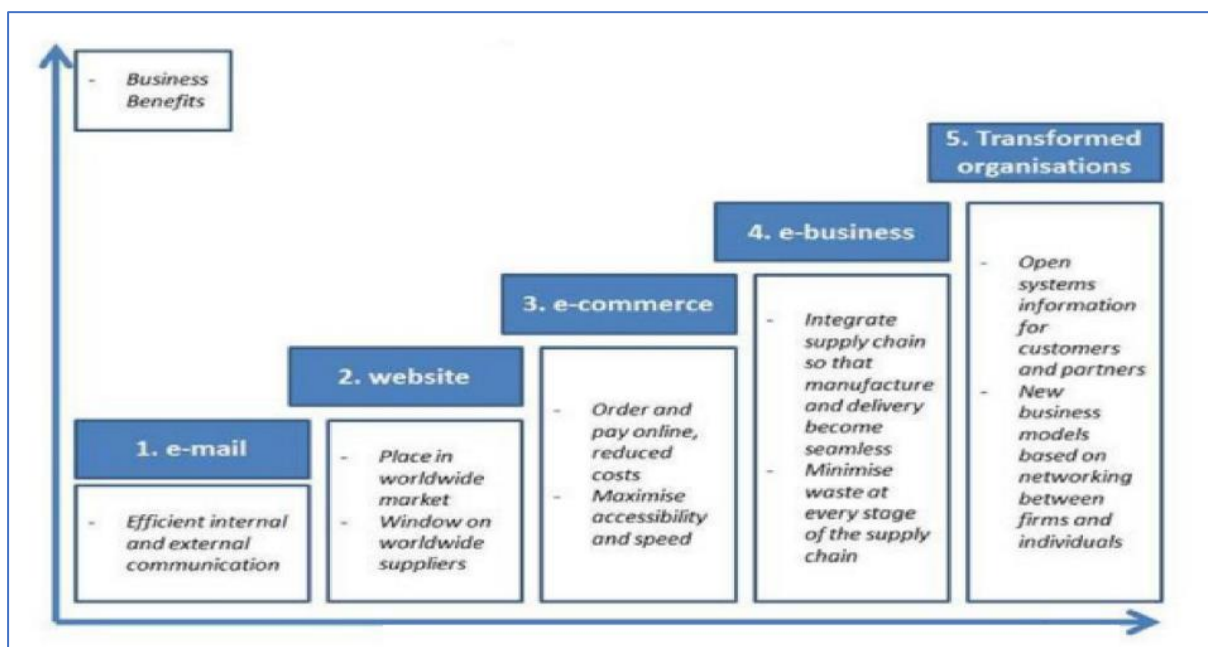 - Business
Benefits
1. e-mail
- Efficient internal
and external
communication
2. website
- Place in
worldwide
market
- Window on
worldwide
suppliers
3. e-commerce
- Order and
pay online,
reduced
costs
- Maximise
accessibility
and speed
4. e-business
- Integrate
supply chain
so that
manufacture
and delivery
become
seamless
- Minimise
waste at
every stage
of the supply
chain
5. Transformed
organisations
- Open
systems
information
for
customers
and partners
- New
business
models
based on
networking
between
firms and
individuals